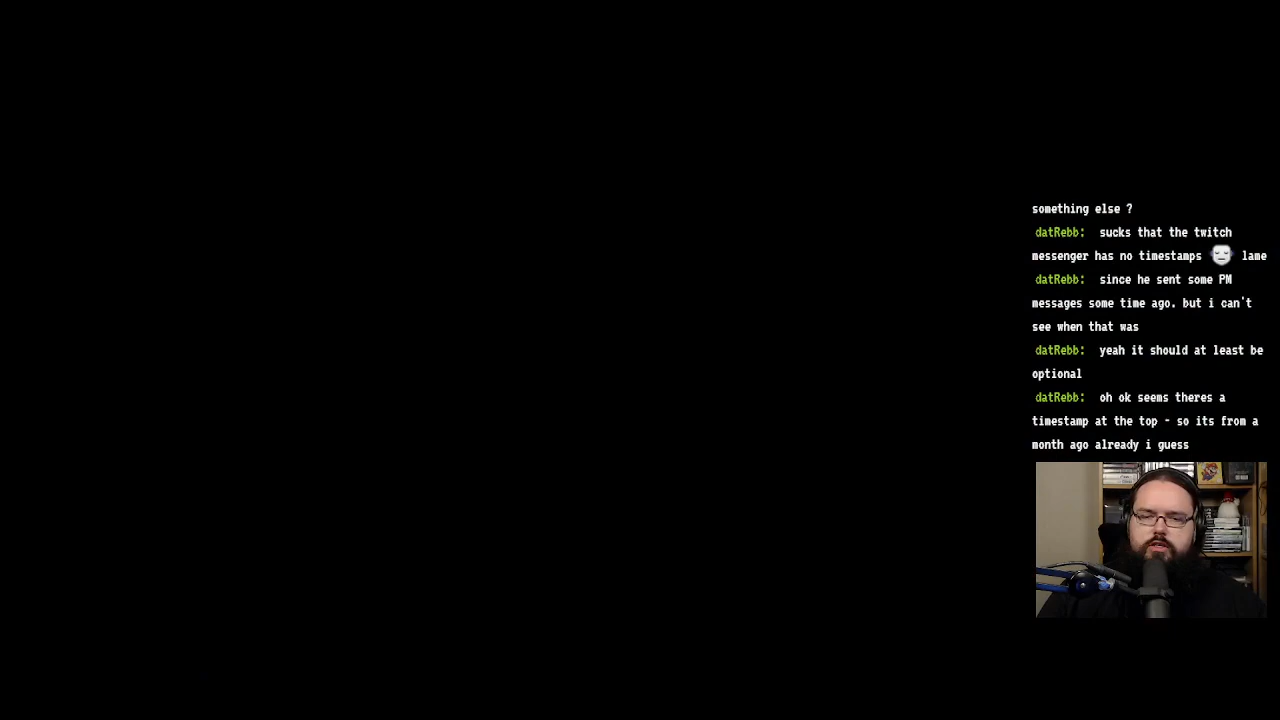 something else ?
datRebb: sucks that the twitch
messenger has no timestamps lame
datRebb: since he sent some PM
messages some time ago. but i can't
see when that was
datRebb: yeah it should at least be
optional
datRebb: oh ok seems theres a
timestamp at the top - so its from a
month ago already i guess